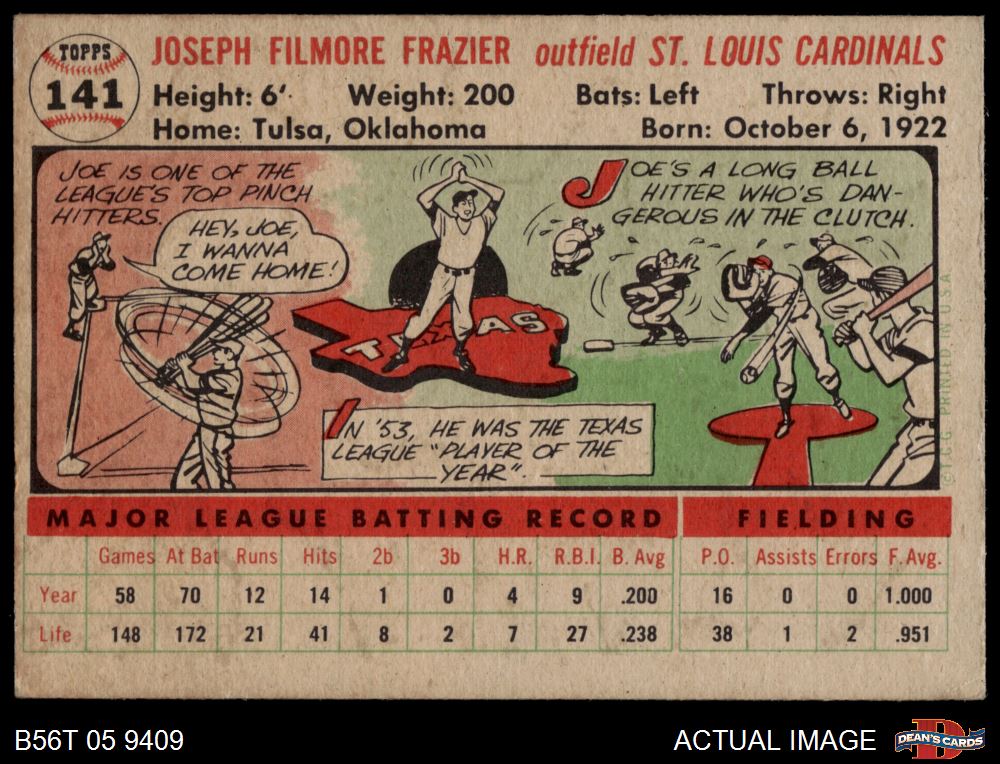 TOPPS
141
JOSEPH FILMORE FRAZIER outfield ST. LOUIS CARDINALS
Height: 6' Weight: 200 Bats: Left Throws: Right
Home: Tulsa, Oklahoma Born: October 6, 1922
JOE IS ONE OF THE
LEAGUE'S TOP PINCH
HITTERS.
HEY, JOE,
I WANNA
COME HOME!
TEXAS
IN '53, HE WAS THE TEXAS
LEAGUE "PLAYER OF THE
YEAR".
JOE'S A LONG BALL
HITTER WHO'S DAN-
GEROUS IN THE CLUTCH.
© T.C.G. PRINTED IN U.S.A.
MAJOR LEAGUE BATTING RECORD FIELDING
Games At Bat Runs Hits 2b 3b H.R. R.B.I. B. Avg P.O. Assists Errors F. Avg.
Year 58 70 12 14 1 0 4 9 .200 16 0 0 1.000
Life 148 172 21 41 8 2 7 27 .238 38 1 2 .951
B56T 05 9409 ACTUAL IMAGE DEAN'S CARDS